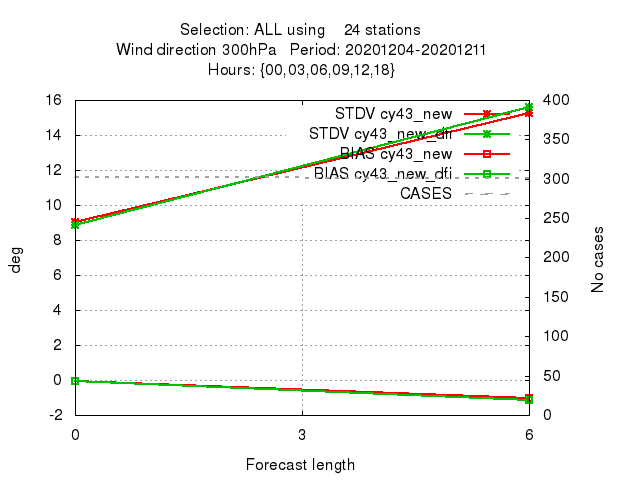 Selection: ALL using    24 stations
Wind direction 300hPa   Period: 20201204-20201211
Hours: {00,03,06,09,12,18}
STDV cy43_new
STDV cy43_new_dfi
BIAS cy43_new
BIAS cy43_new_dfi
CASES
16
14
12
10
8
6
4
2
0
-2
deg
400
350
300
250
200
150
100
50
0
No cases
0
3
6
Forecast length